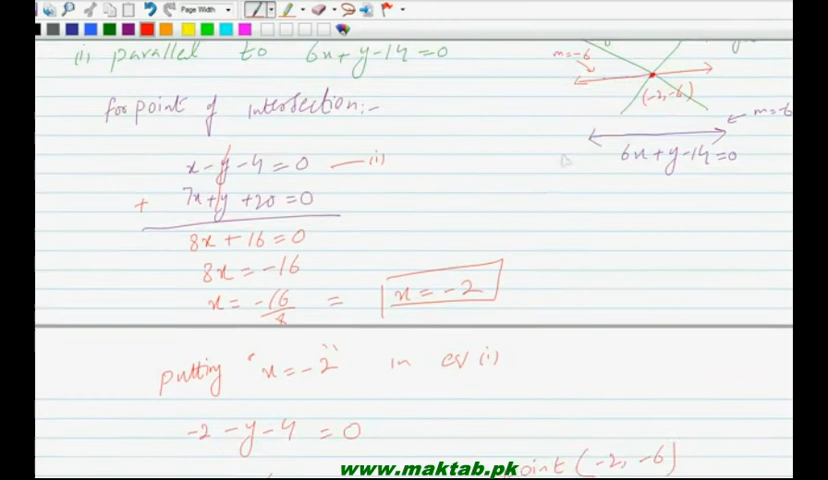 Page Width
(i) parallel to 6x + y - 14 = 0
m = -6
(-2, -6)
m = -6
6x + y - 14 = 0
for point of intersection:-
x - y - 4 = 0 — (i)
+ 7x + y + 20 = 0
8x + 16 = 0
8x = -16
x = -16/8 = x = -2
putting "x = -2" in eq (i)
-2 - y - 4 = 0
point (-2, -6)
www.maktab.pk